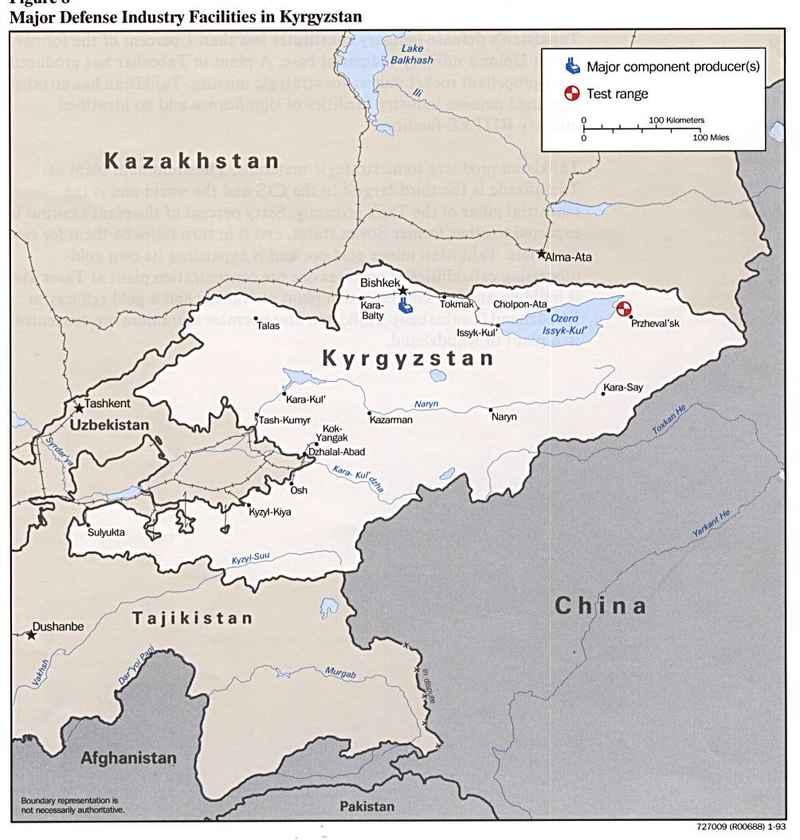 Figure 8
Major Defense Industry Facilities in Kyrgyzstan
Lake
Balkhash
Ili
Major component producer(s)
Test range
0 100 Kilometers
0 100 Miles
Kazakhstan
Alma-Ata
Bishkek
Kara-
Balty
Tokmak
Cholpon-Ata
Issyk-Kul'
Ozero
Issyk-Kul'
Przheval'sk
Talas
Kyrgyzstan
Kara-Kul'
Kara-Say
Tashkent
Uzbekistan
Tash-Kumyr
Kazarman
Naryn
Naryn
Kok-
Yangak
Dzhalal-Abad
Syrdar'ya
Toxkan He
Kara- Kul'dzha
Osh
Kyzyl-Kiya
Sulyukta
Yarkant He
Kyzyl-Suu
China
Tajikistan
Dushanbe
Vakhsh
Dar"yoi Panj
Murgab
In dispute
Afghanistan
Pakistan
Boundary representation is
not necessarily authoritative.
727009 (R00688) 1-93